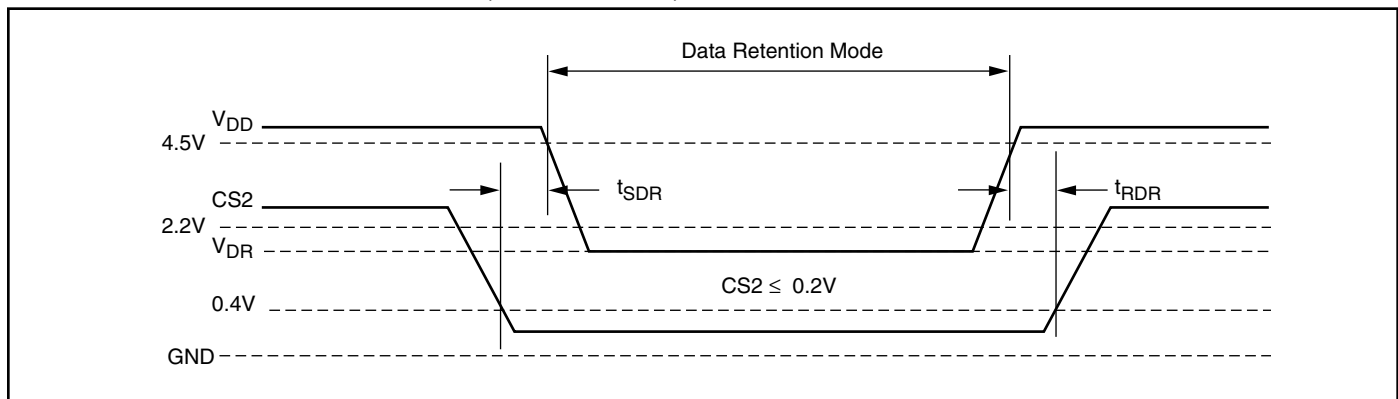 Data Retention Mode
VDD
4.5V
tSDR
tRDR
CS2
2.2V
VDR
CS2 ≤ 0.2V
0.4V
GND